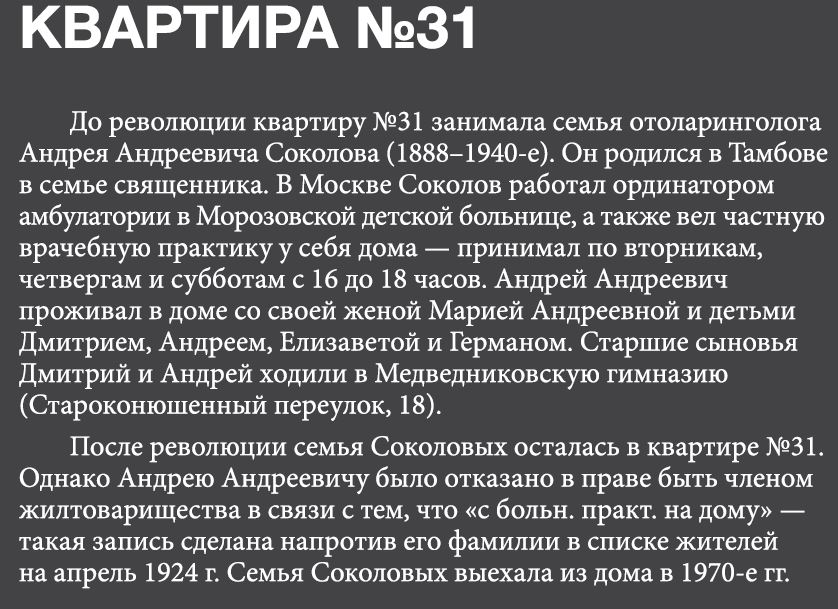 КВАРТИРА №31
До революции квартиру №31 занимала семья отоларинголога
Андрея Андреевича Соколова (1888–1940-е). Он родился в Тамбове
в семье священника. В Москве Соколов работал ординатором
амбулатории в Морозовской детской больнице, а также вел частную
врачебную практику у себя дома — принимал по вторникам,
четвергам и субботам с 16 до 18 часов. Андрей Андреевич
проживал в доме со своей женой Марией Андреевной и детьми
Дмитрием, Андреем, Елизаветой и Германом. Старшие сыновья
Дмитрий и Андрей ходили в Медведниковскую гимназию
(Староконюшенный переулок, 18).
После революции семья Соколовых осталась в квартире №31.
Однако Андрею Андреевичу было отказано в праве быть членом
жилтоварищества в связи с тем, что «с больн. практ. на дому» —
такая запись сделана напротив его фамилии в списке жителей
на апрель 1924 г. Семья Соколовых выехала из дома в 1970-е гг.